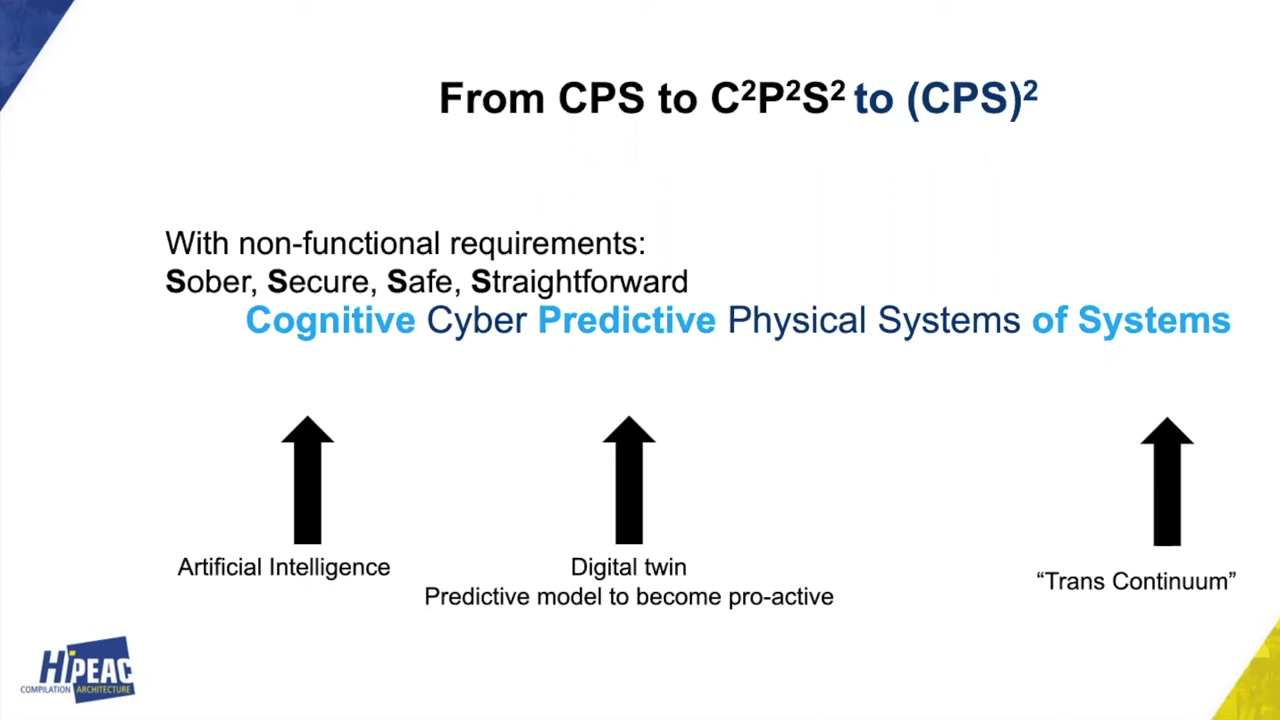 From CPS to C²P²S² to (CPS)²
With non-functional requirements:
Sober, Secure, Safe, Straightforward
Cognitive Cyber Predictive Physical Systems of Systems
Artificial Intelligence
Digital twin
Predictive model to become pro-active
“Trans Continuum”
HiPEAC
COMPILATION ARCHITECTURE